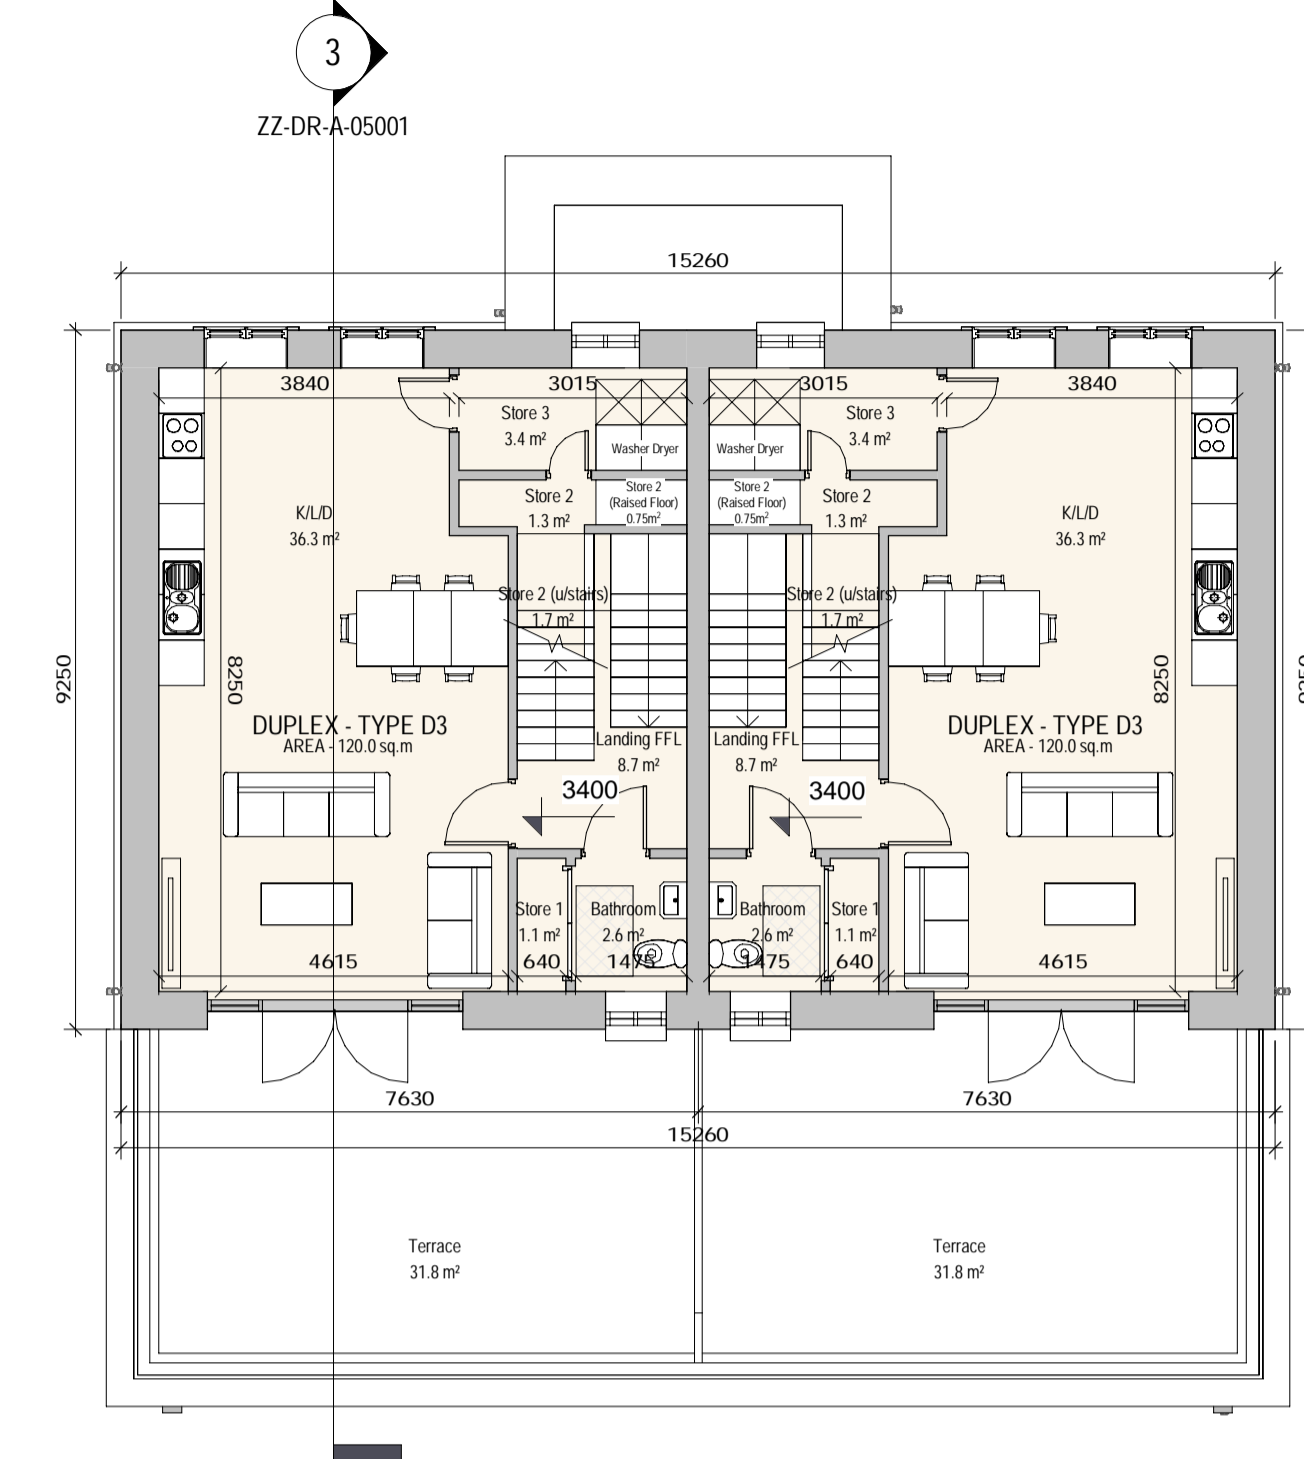 3
ZZ-DR-A-05001
15260
3840
3015
3015
3840
Store 3
3.4 m²
Store 3
3.4 m²
Washer Dryer
Washer Dryer
Store 2
1.3 m²
Store 2
(Raised Floor)
0.75m²
Store 2
(Raised Floor)
0.75m²
Store 2
1.3 m²
K/L/D
36.3 m²
K/L/D
36.3 m²
Store 2 (u/stairs)
1.7 m²
Store 2 (u/stairs)
1.7 m²
9250
8250
8250
9250
DUPLEX - TYPE D3
AREA - 120.0 sq.m
DUPLEX - TYPE D3
AREA - 120.0 sq.m
Landing FFL
8.7 m²
Landing FFL
8.7 m²
3400
3400
Store 1
1.1 m²
Bathroom
2.6 m²
Bathroom
2.6 m²
Store 1
1.1 m²
4615
640
1475
1475
640
4615
7630
7630
15260
Terrace
31.8 m²
Terrace
31.8 m²